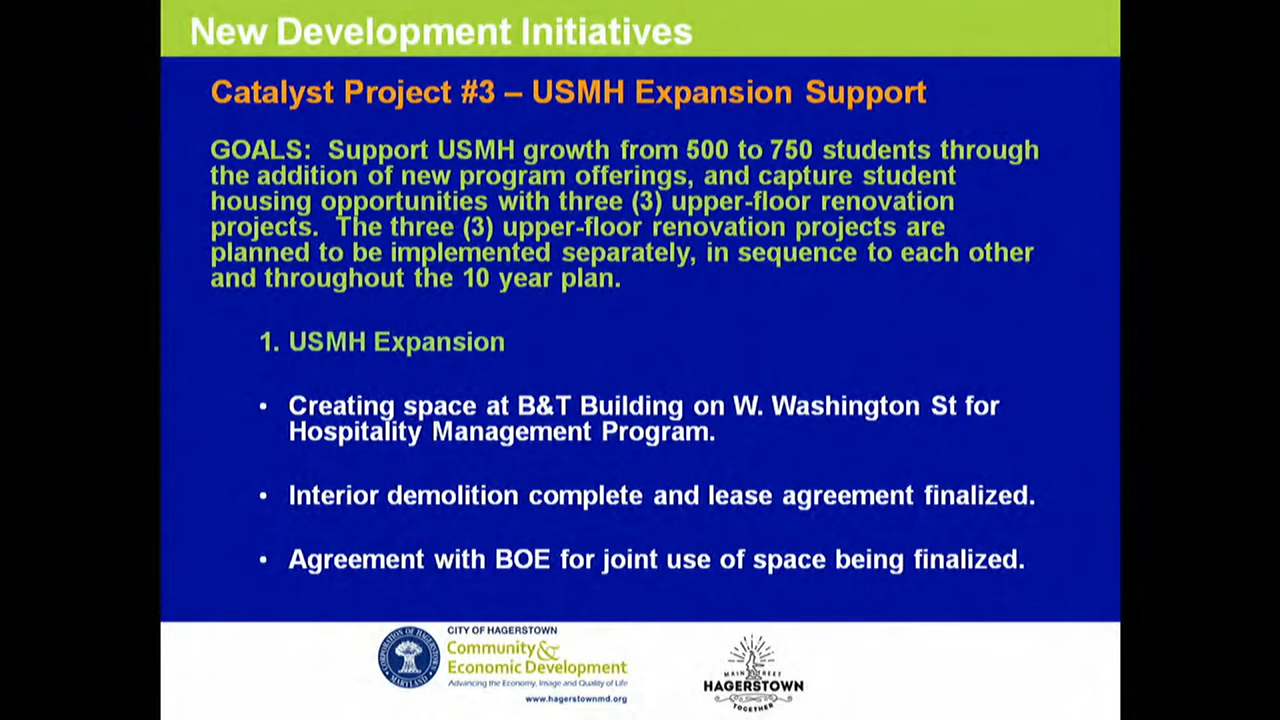 New Development Initiatives
Catalyst Project #3 – USMH Expansion Support
GOALS: Support USMH growth from 500 to 750 students through
the addition of new program offerings, and capture student
housing opportunities with three (3) upper-floor renovation
projects. The three (3) upper-floor renovation projects are
planned to be implemented separately, in sequence to each other
and throughout the 10 year plan.
1. USMH Expansion
• Creating space at B&T Building on W. Washington St for
Hospitality Management Program.
• Interior demolition complete and lease agreement finalized.
• Agreement with BOE for joint use of space being finalized.
CORPORATION OF HAGERSTOWN
MARYLAND
CITY OF HAGERSTOWN
Community &
Economic Development
Advancing the Economy, Image and Quality of Life
www.hagerstownmd.org
MAIN STREET
HAGERSTOWN
TOGETHER